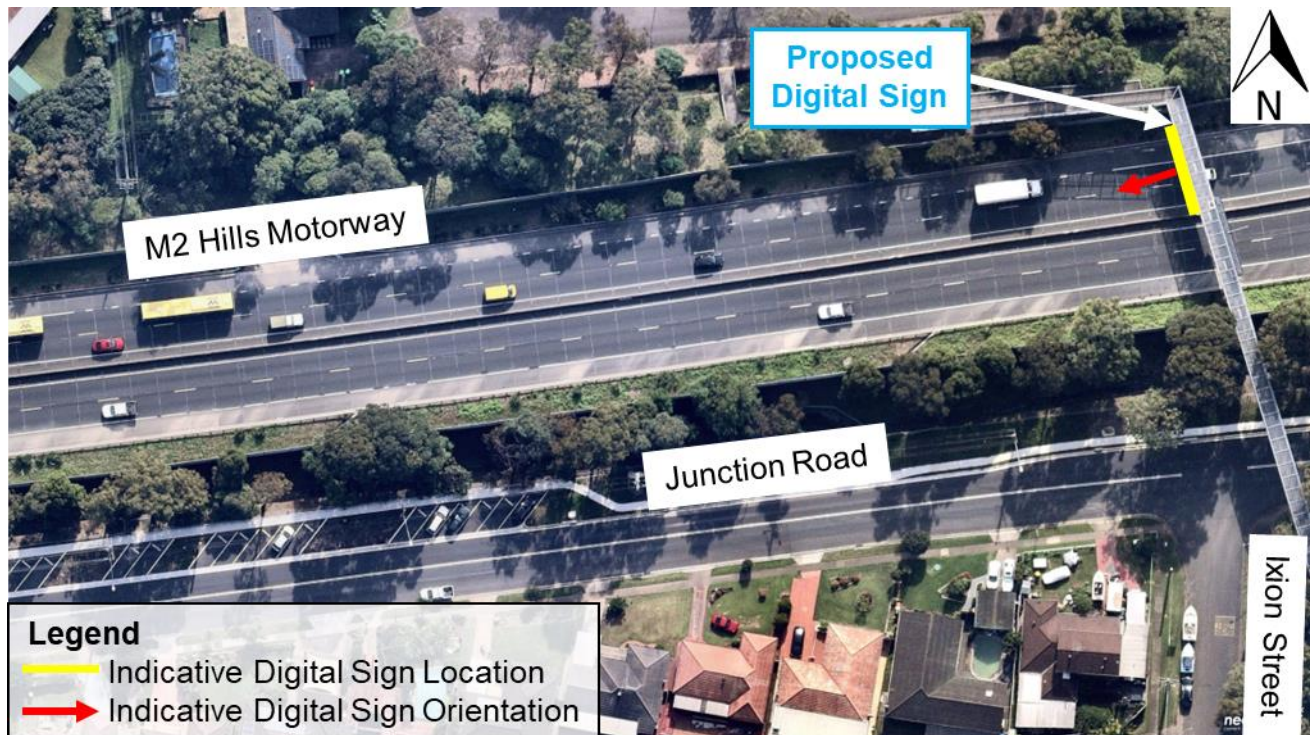 Proposed
Digital Sign
N
M2 Hills Motorway
Junction Road
Ixion Street
Legend
Indicative Digital Sign Location
Indicative Digital Sign Orientation